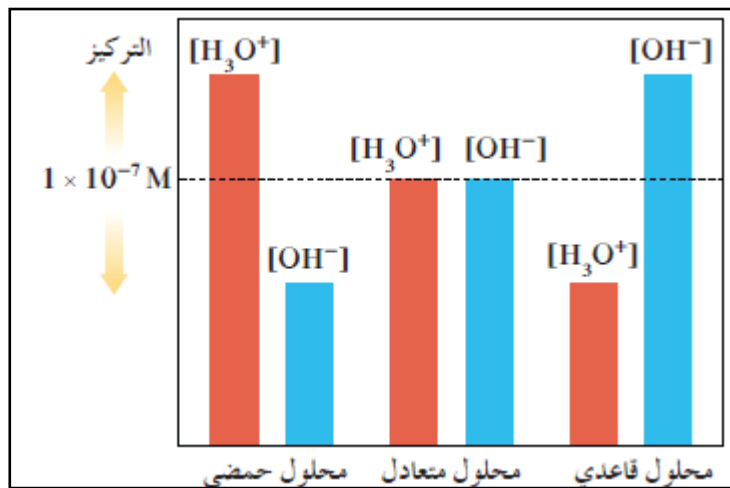 التركيز
[H₃O⁺]
[OH⁻]
1 × 10⁻⁷ M
[H₃O⁺]
[OH⁻]
[OH⁻]
[H₃O⁺]
محلول حمضي
محلول متعادل
محلول قاعدي